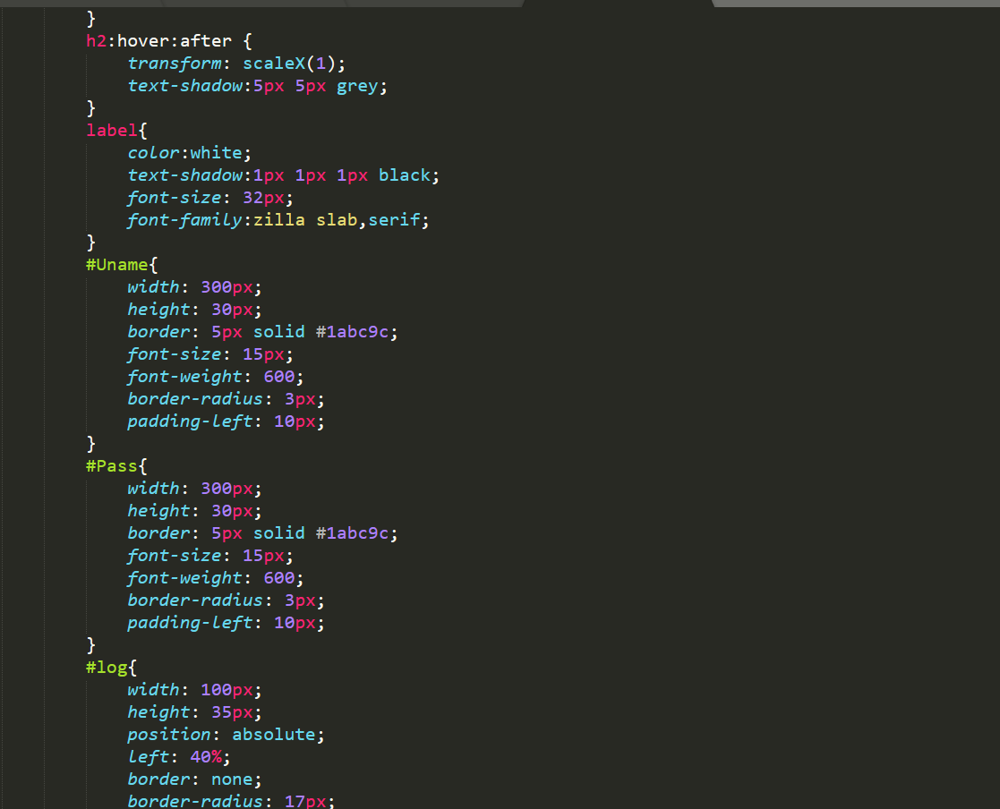 }
h2:hover:after {
    transform: scaleX(1);
    text-shadow:5px 5px grey;
}
label{
    color:white;
    text-shadow:1px 1px 1px black;
    font-size: 32px;
    font-family:zilla slab,serif;
}
#Uname{
    width: 300px;
    height: 30px;
    border: 5px solid #1abc9c;
    font-size: 15px;
    font-weight: 600;
    border-radius: 3px;
    padding-left: 10px;
}
#Pass{
    width: 300px;
    height: 30px;
    border: 5px solid #1abc9c;
    font-size: 15px;
    font-weight: 600;
    border-radius: 3px;
    padding-left: 10px;
}
#log{
    width: 100px;
    height: 35px;
    position: absolute;
    left: 40%;
    border: none;
    border-radius: 17px;